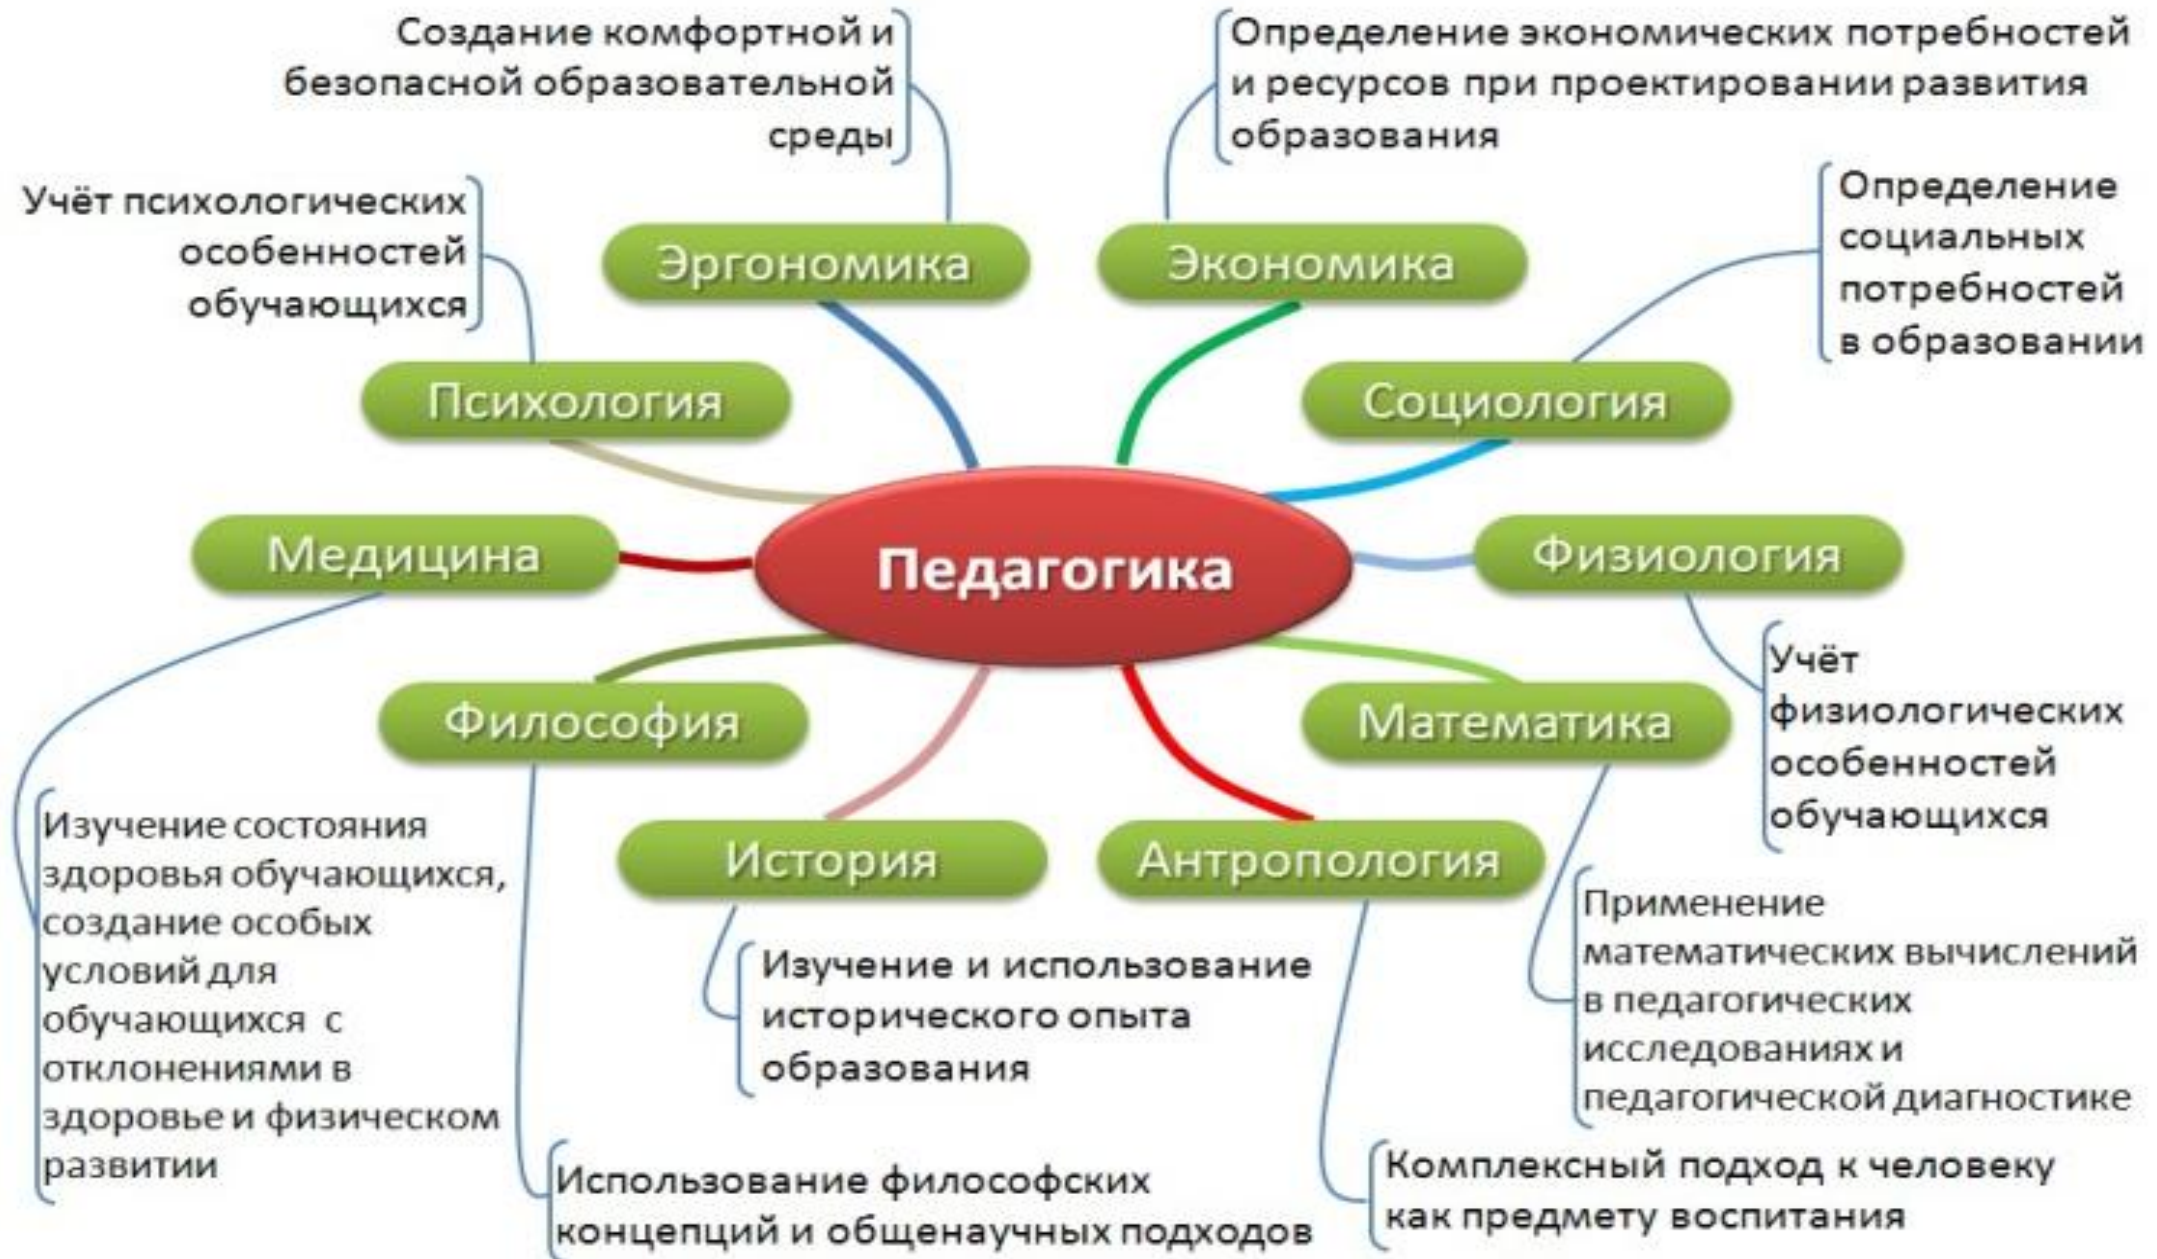 Создание комфортной и
безопасной образовательной
среды
Определение экономических потребностей
и ресурсов при проектировании развития
образования
Учёт психологических
особенностей
обучающихся
Определение
социальных
потребностей
в образовании
Эргономика
Экономика
Психология
Социология
Медицина
Педагогика
Физиология
Философия
Математика
Учёт
физиологических
особенностей
обучающихся
История
Антропология
Изучение состояния
здоровья обучающихся,
создание особых
условий для
обучающихся с
отклонениями в
здоровье и физическом
развитии
Изучение и использование
исторического опыта
образования
Применение
математических вычислений
в педагогических
исследованиях и
педагогической диагностике
Использование философских
концепций и общенаучных подходов
Комплексный подход к человеку
как предмету воспитания